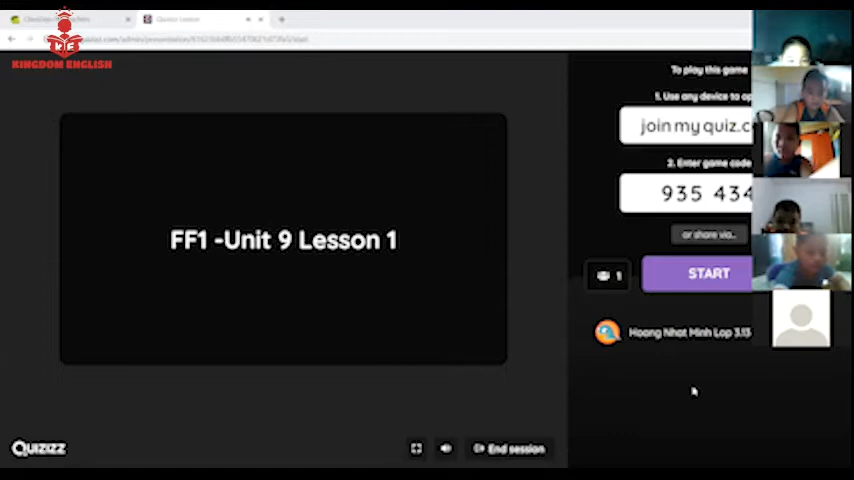 Quizizz Lesson
KINGDOM ENGLISH
To play this game
1. Use any device to op
join my quiz.c
2. Enter game code
935 434
or share via..
FF1 -Unit 9 Lesson 1
1
START
Hoang Nhat Minh Lop 3.13
Quizizz
End session